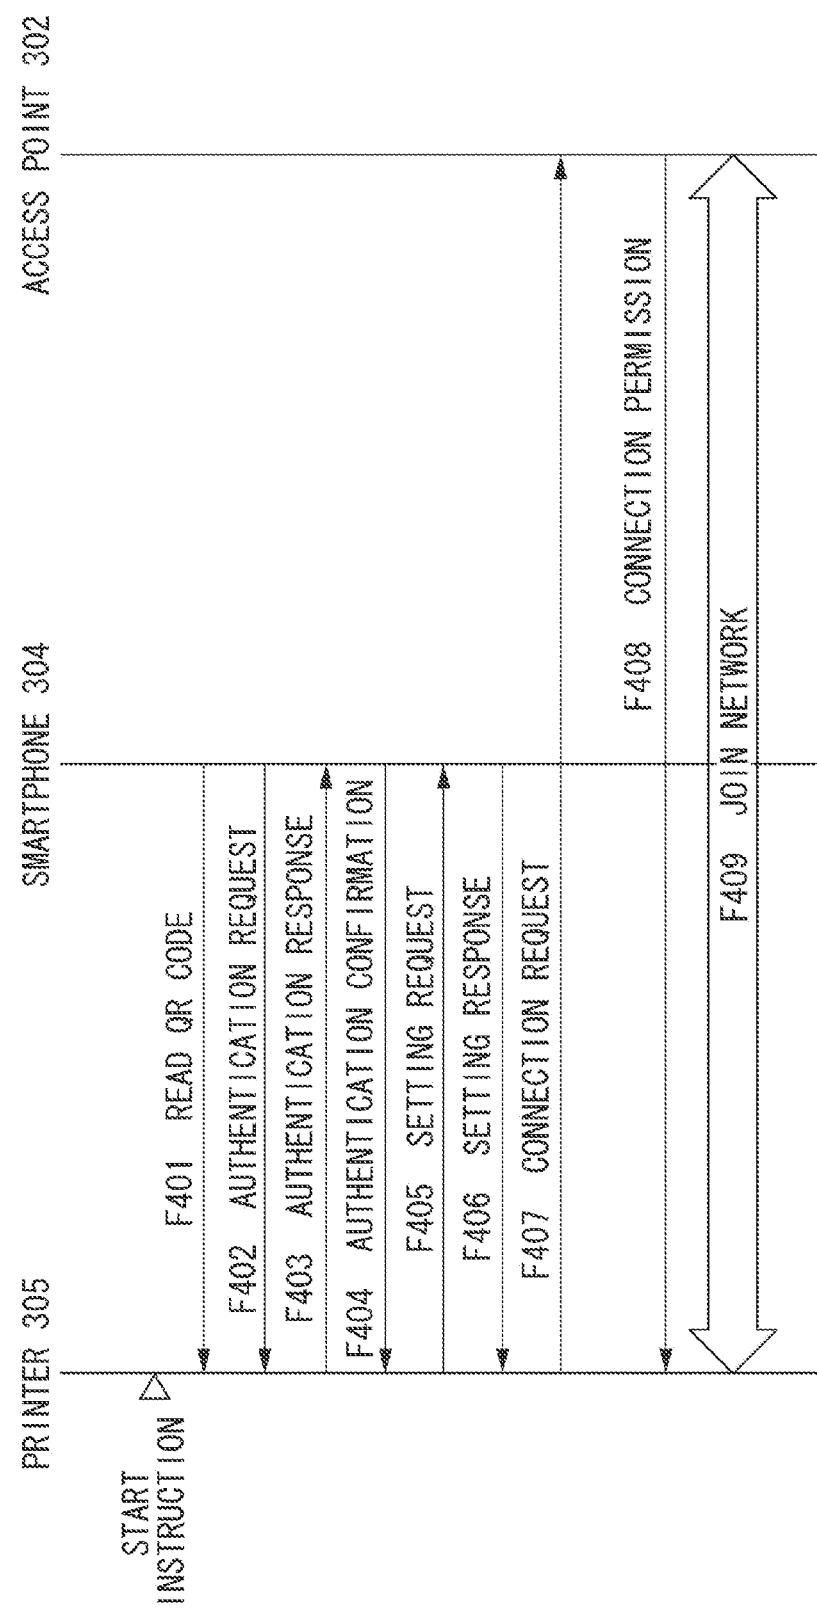 PRINTER 305
SMARTPHONE 304
ACCESS POINT 302
START
INSTRUCTION
F401 READ QR CODE
F402 AUTHENTICATION REQUEST
F403 AUTHENTICATION RESPONSE
F404 AUTHENTICATION CONFIRMATION
F405 SETTING REQUEST
F406 SETTING RESPONSE
F407 CONNECTION REQUEST
F408 CONNECTION PERMISSION
F409 JOIN NETWORK